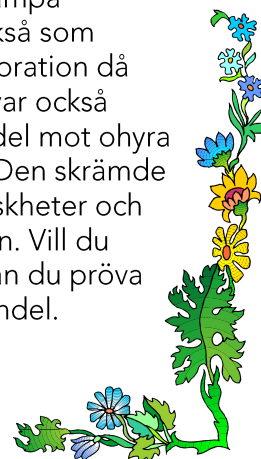 kså som
oration då
var också
del mot ohyra
Den skrämde
skheter och
n. Vill du
an du pröva
ndel.